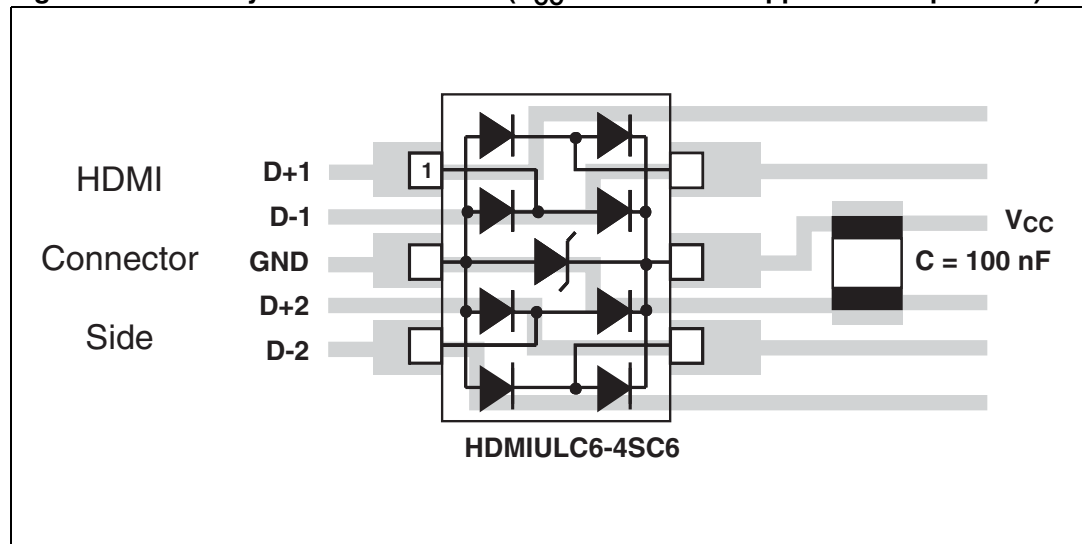 HDMI
Connector
Side
D+1
D-1
GND
D+2
D-2
1
VCC
C = 100 nF
HDMIULC6-4SC6